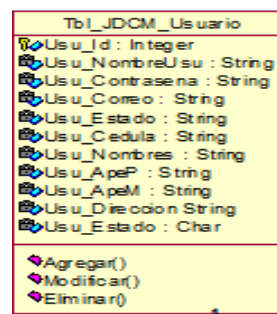 Tbl_JDCM_Usuario
Usu_Id : Integer
Usu_NombreUsu : String
Usu_Contrasena : String
Usu_Correo : String
Usu_Estado : String
Usu_Cedula : String
Usu_Nombres : String
Usu_ApeP : String
Usu_ApeM : String
Usu_Direccion String
Usu_Estado : Char
Agregar()
Modificar()
Eliminar()